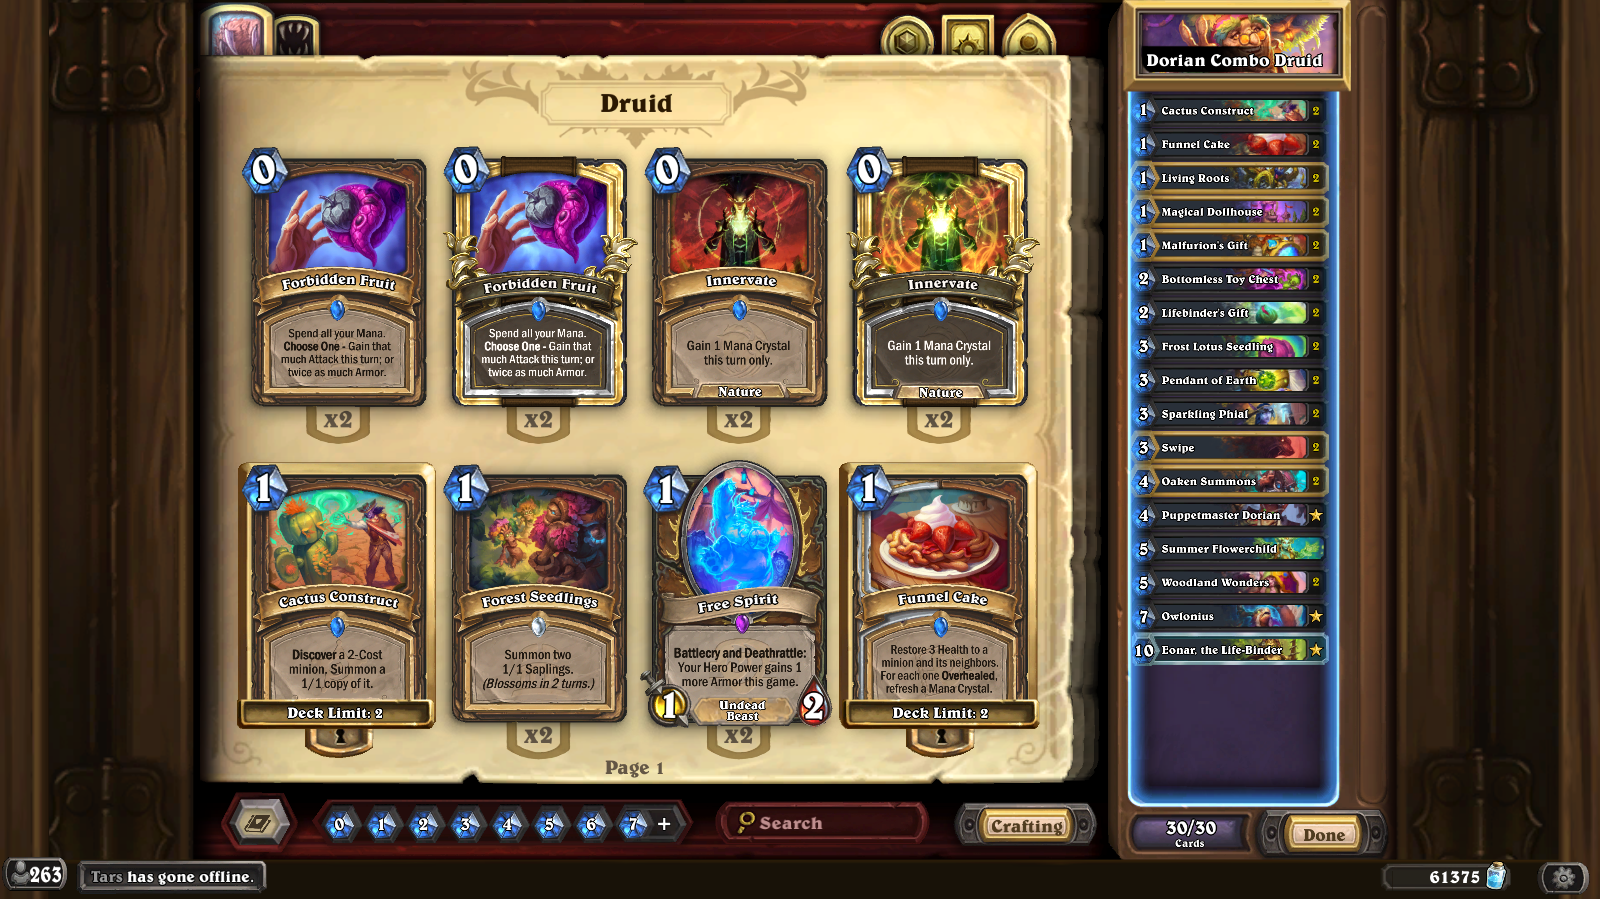 Druid
0
Forbidden Fruit
Spend all your Mana.
Choose One - Gain that
much Attack this turn; or
twice as much Armor.
x2
0
Forbidden Fruit
Spend all your Mana.
Choose One - Gain that
much Attack this turn; or
twice as much Armor.
x2
0
Innervate
Gain 1 Mana Crystal
this turn only.
Nature
x2
0
Innervate
Gain 1 Mana Crystal
this turn only.
Nature
x2
1
Cactus Construct
Discover a 2-Cost
minion. Summon a
1/1 copy of it.
Deck Limit: 2
1
Forest Seedlings
Summon two
1/1 Saplings.
(Blossoms in 2 turns.)
x2
1
Free Spirit
Battlecry and Deathrattle:
Your Hero Power gains 1
more Armor this game.
1
Undead
Beast
2
x2
1
Funnel Cake
Restore 3 Health to a
minion and its neighbors.
For each one Overhealed,
refresh a Mana Crystal.
Deck Limit: 2
Page 1
0 1 2 3 4 5 6 7 +
Search
Crafting
Dorian Combo Druid
1 Cactus Construct 2
1 Funnel Cake 2
1 Living Roots 2
1 Magical Dollhouse 2
1 Malfurion's Gift 2
2 Bottomless Toy Chest 2
2 Lifebinder's Gift 2
3 Frost Lotus Seedling 2
3 Pendant of Earth 2
3 Sparkling Phial 2
3 Swipe 2
4 Oaken Summons 2
4 Puppetmaster Dorian
5 Summer Flowerchild
5 Woodland Wonders 2
7 Owlonius
10 Eonar, the Life-Binder
30/30
Cards
Done
263
Tars has gone offline.
61375